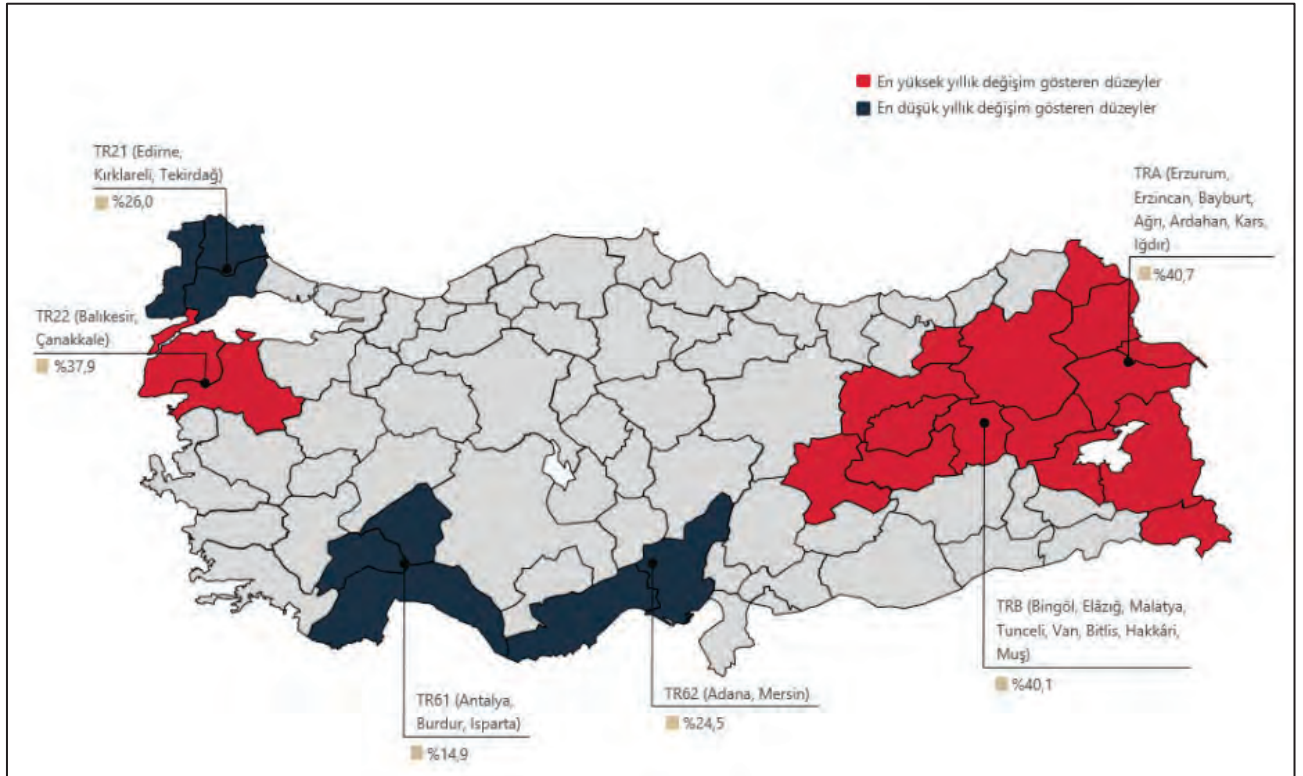 En yüksek yıllık değişim gösteren düzeyler
En düşük yıllık değişim gösteren düzeyler
TR21 (Edirne,
Kırklareli, Tekirdağ)
%26,0
TRA (Erzurum,
Erzincan, Bayburt,
Ağrı, Ardahan, Kars,
Iğdır)
%40,7
TR22 (Balıkesir,
Çanakkale)
%37,9
TRB (Bingöl, Elâzığ, Malatya,
Tunceli, Van, Bitlis, Hakkâri,
Muş)
%40,1
TR61 (Antalya,
Burdur, Isparta)
%14,9
TR62 (Adana, Mersin)
%24,5